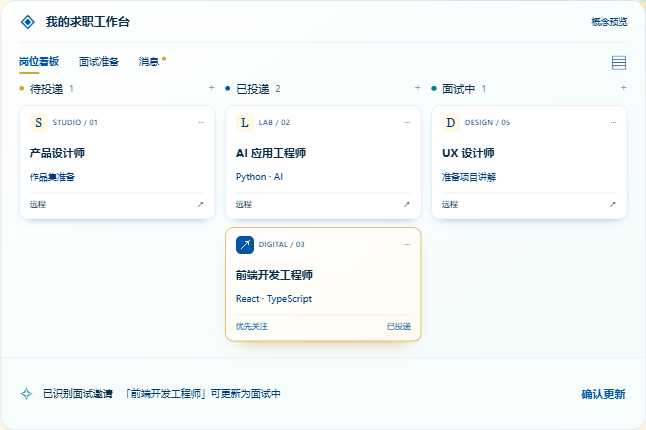 我的求职工作台
概念预览
岗位看板 面试准备 消息
待投递 1 +
已投递 2 +
面试中 1 +
S STUDIO / 01 ···
产品设计师
作品集准备
远程 ↗
L LAB / 02 ···
AI 应用工程师
Python · AI
远程 ↗
D DESIGN / 05 ···
UX 设计师
准备项目讲解
远程 ↗
DIGITAL / 03 ···
前端开发工程师
React · TypeScript
优先关注 已投递
已识别面试邀请 「前端开发工程师」可更新为面试中
确认更新